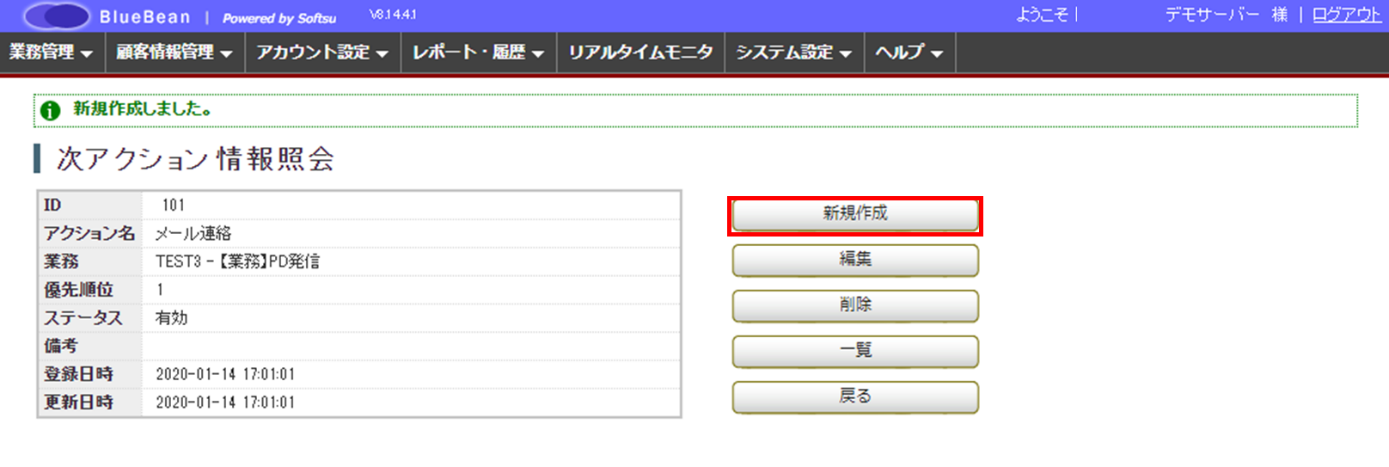 BlueBean | Powered by Softsu V8.1.4.4.1 ようこそ | デモサーバー 様 | ログアウト
業務管理 顧客情報管理 アカウント設定 レポート・履歴 リアルタイムモニタ システム設定 ヘルプ
新規作成しました。
次アクション情報照会
ID 101
アクション名 メール連絡
業務 TEST3 - 【業務】PD発信
優先順位 1
ステータス 有効
備考
登録日時 2020-01-14 17:01:01
更新日時 2020-01-14 17:01:01
新規作成
編集
削除
一覧
戻る